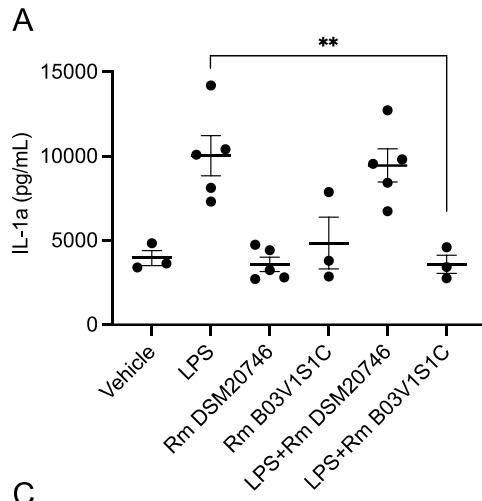 A
**
15000
10000
5000
0
IL-1a (pg/mL)
Vehicle
LPS
Rm DSM20746
Rm B03V1S1C
LPS+Rm DSM20746
LPS+Rm B03V1S1C
C